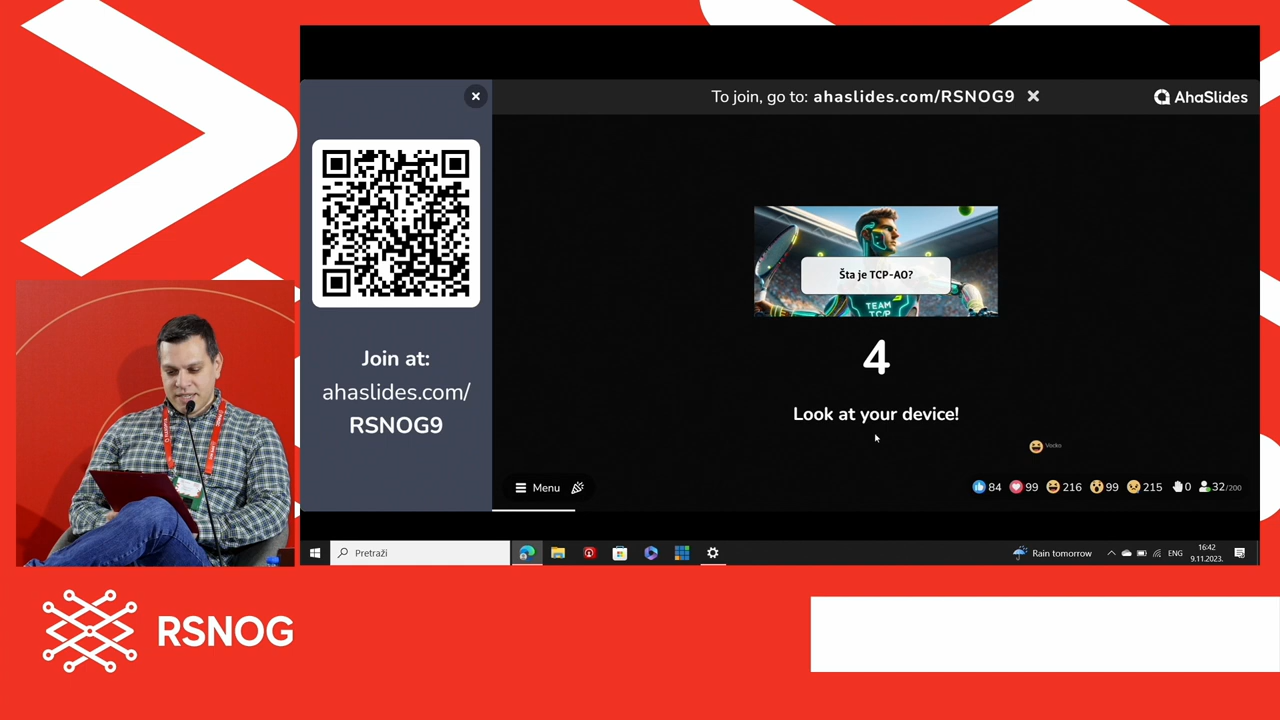 To join, go to: ahaslides.com/RSNOG9
AhaSlides
Join at:
ahaslides.com/
RSNOG9
Šta je TCP-AO?
TEAM
TC/P
4
Look at your device!
Vocko
Menu
84 99 216 99 215 0 32/200
Pretraži
Rain tomorrow
ENG
16:42
9.11.2023.
RSNOG